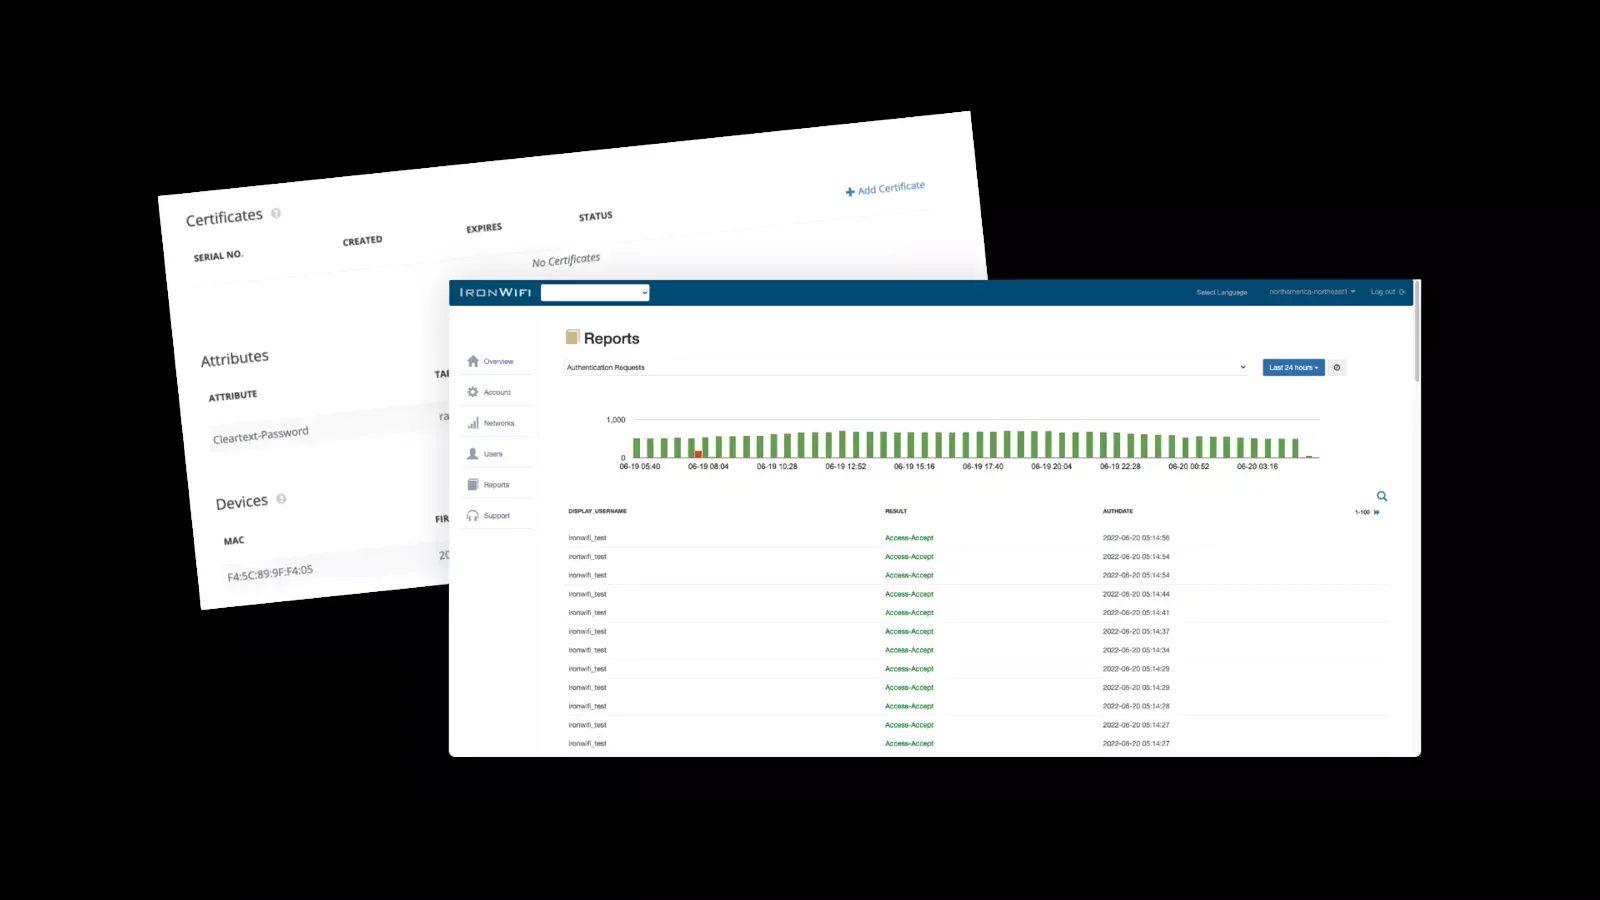 Certificates
+ Add Certificate
SERIAL NO. CREATED EXPIRES STATUS
No Certificates
Attributes
ATTRIBUTE
Cleartext-Password
Devices
MAC
F4:5C:89:9F:F4:05
IRONWIFI
Select Language northamerica-northeast1 Log out
Overview
Account
Networks
Users
Reports
Support
Reports
Authentication Requests
Last 24 hours
1,000
0
06-19 05:40 06-19 08:04 06-19 10:28 06-19 12:52 06-19 15:16 06-19 17:40 06-19 20:04 06-19 22:28 06-20 00:52 06-20 03:16
1-100
DISPLAY_USERNAME RESULT AUTHDATE
ironwifi_test Access-Accept 2022-06-20 05:14:56
ironwifi_test Access-Accept 2022-06-20 05:14:54
ironwifi_test Access-Accept 2022-06-20 05:14:54
ironwifi_test Access-Accept 2022-06-20 05:14:44
ironwifi_test Access-Accept 2022-06-20 05:14:41
ironwifi_test Access-Accept 2022-06-20 05:14:37
ironwifi_test Access-Accept 2022-06-20 05:14:34
ironwifi_test Access-Accept 2022-06-20 05:14:29
ironwifi_test Access-Accept 2022-06-20 05:14:29
ironwifi_test Access-Accept 2022-06-20 05:14:28
ironwifi_test Access-Accept 2022-06-20 05:14:27
ironwifi_test Access-Accept 2022-06-20 05:14:27